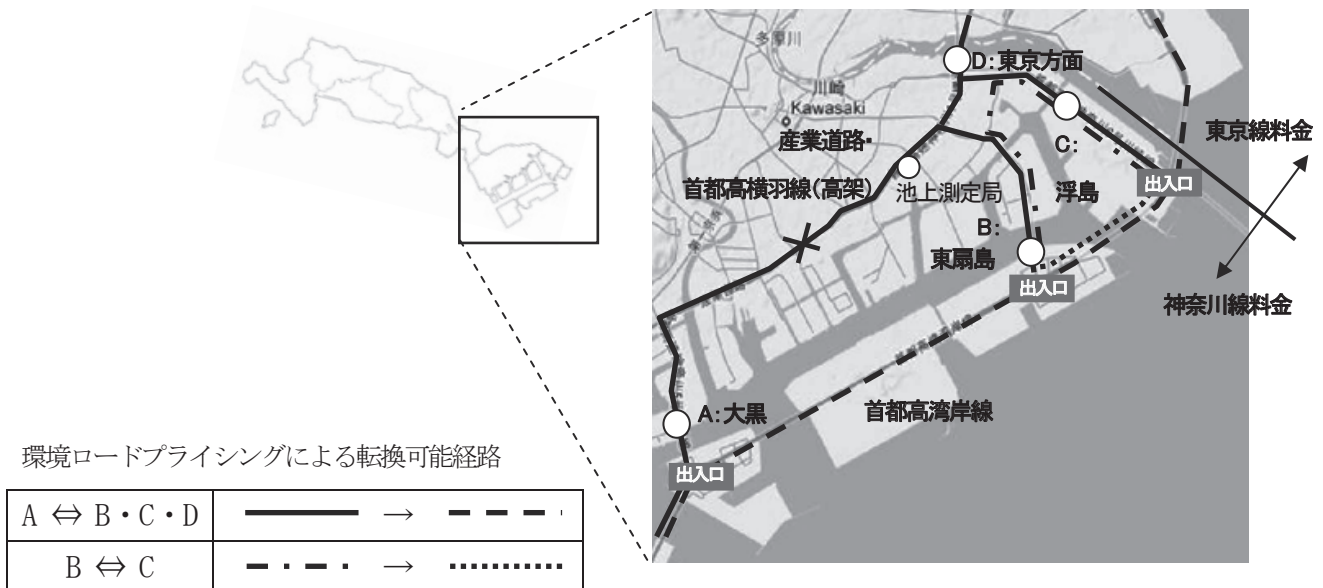 多摩川
川崎
Kawasaki
D:東京方面
産業道路
C:
東京線料金
首都高横羽線(高架)
池上測定局
浮島
出入口
第一京浜
B:
東扇島
出入口
神奈川線料金
A:大黒
首都高湾岸線
出入口
環境ロードプライシングによる転換可能経路
A ⇔ B・C・D →
B ⇔ C →